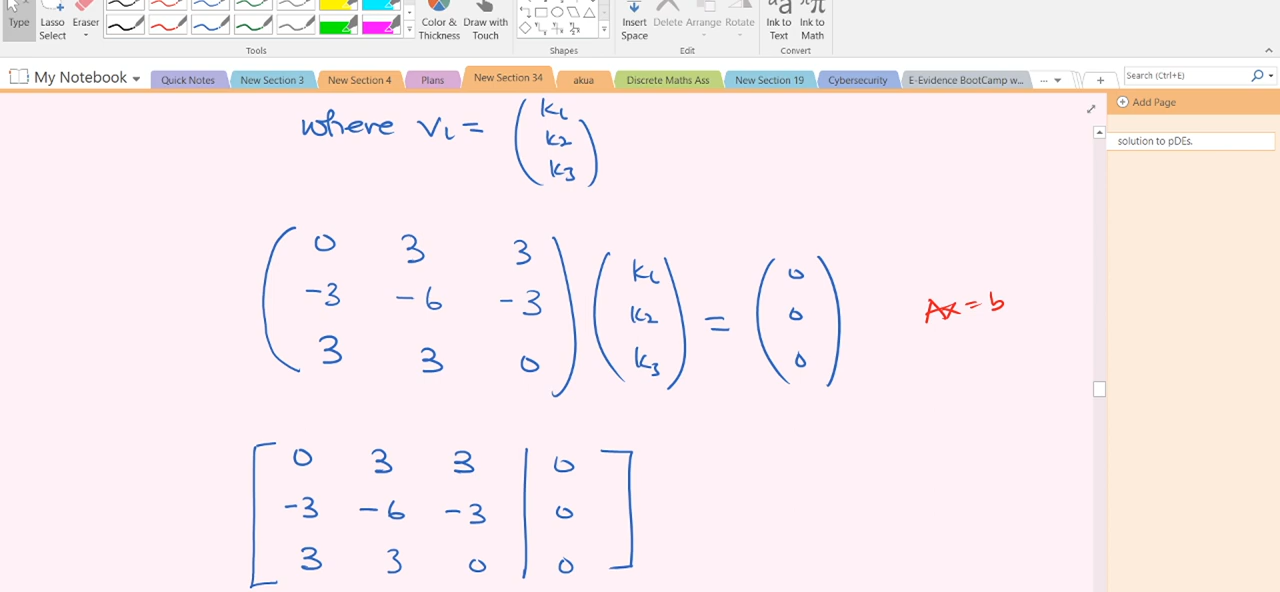 Type
Lasso Select
Eraser
Color & Thickness
Draw with Touch
Insert Space
Delete
Arrange
Rotate
Ink to Text
Ink to Math
Tools
Shapes
Edit
Convert
My Notebook
Quick Notes
New Section 3
New Section 4
Plans
New Section 34
akua
Discrete Maths Ass
New Section 19
Cybersecurity
E-Evidence BootCamp w...
...
+
Search (Ctrl+E)
Add Page
solution to pDEs.
where v₁ =
k1
k2
k3
0 3 3 k1 0
-3 -6 -3 k2 = 0
3 3 0 k3 0
Ax = b
0 3 3 | 0
-3 -6 -3 | 0
3 3 0 | 0